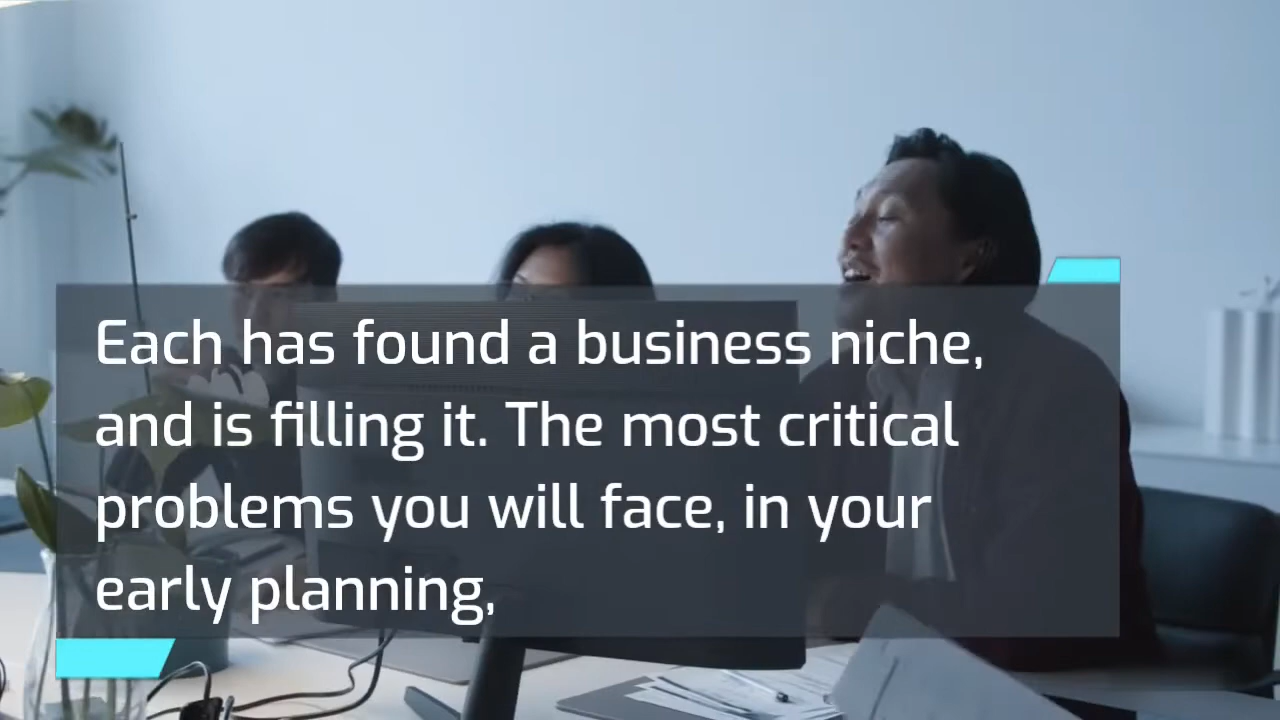 Each has found a business niche,
and is filling it. The most critical
problems you will face, in your
early planning,